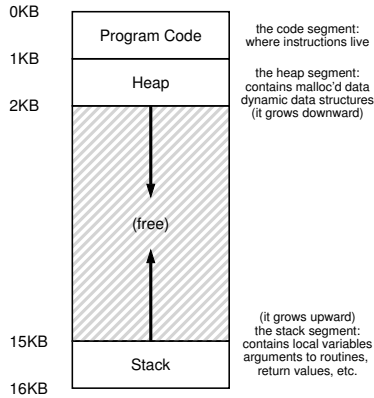 0KB
Program Code
the code segment:
where instructions live
1KB
Heap
the heap segment:
contains malloc'd data
dynamic data structures
(it grows downward)
2KB
(free)
(it grows upward)
the stack segment:
contains local variables
arguments to routines,
return values, etc.
15KB
Stack
16KB